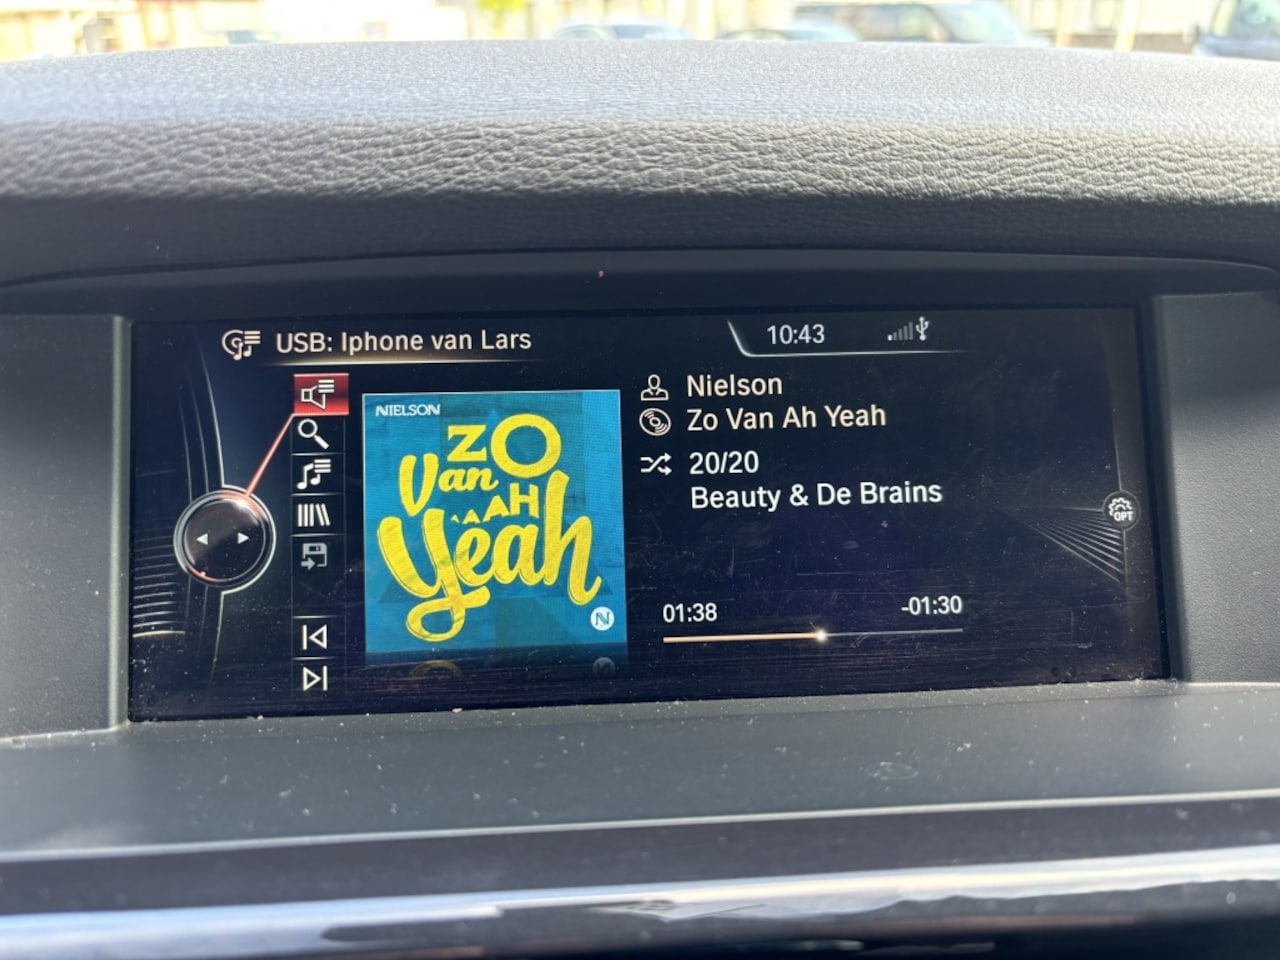 USB: Iphone van Lars
10:43
NIELSON
ZO
Van
AAAH
Yeah
N
Nielson
Zo Van Ah Yeah
20/20
Beauty & De Brains
01:38
-01:30
OPT